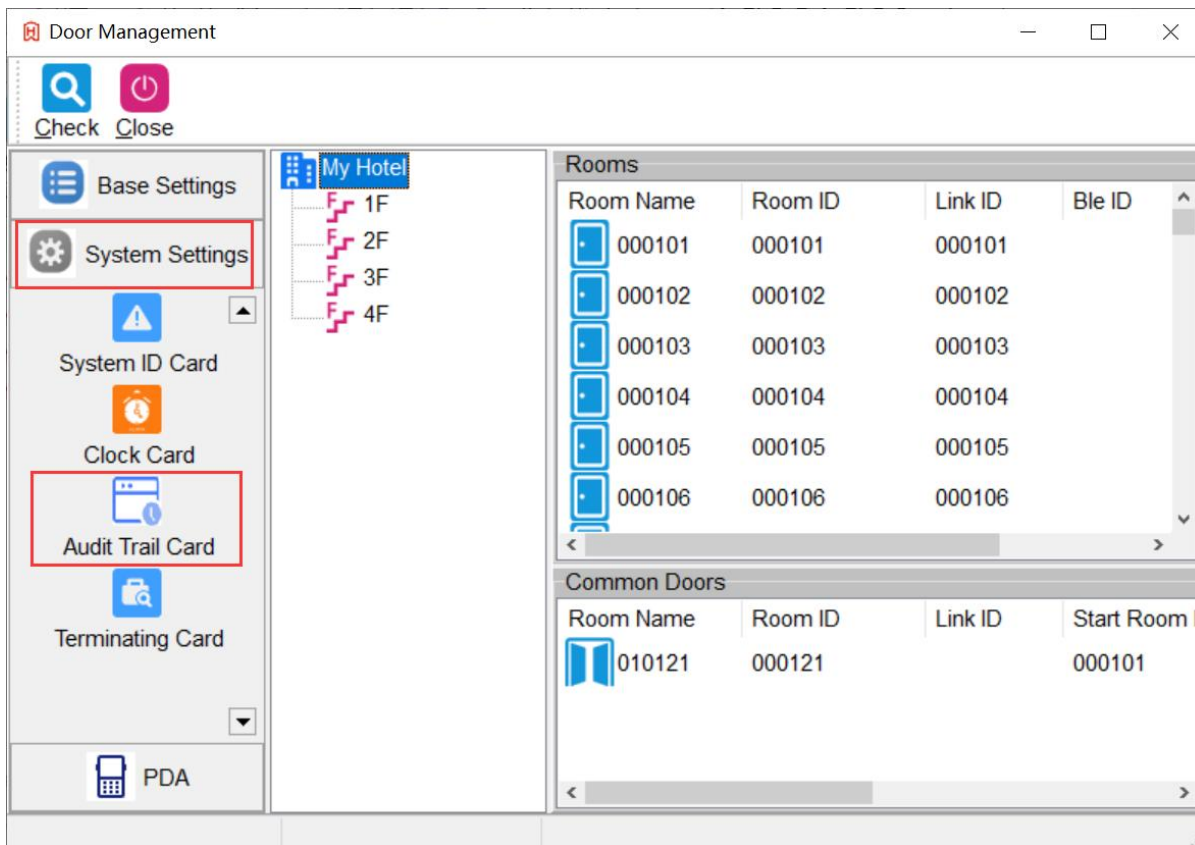 Door Management
Check Close
Base Settings
System Settings
System ID Card
Clock Card
Audit Trail Card
Terminating Card
PDA
My Hotel
1F
2F
3F
4F
Rooms
Room Name Room ID Link ID Ble ID
000101 000101 000101
000102 000102 000102
000103 000103 000103
000104 000104 000104
000105 000105 000105
000106 000106 000106
Common Doors
Room Name Room ID Link ID Start Room
010121 000121 000101